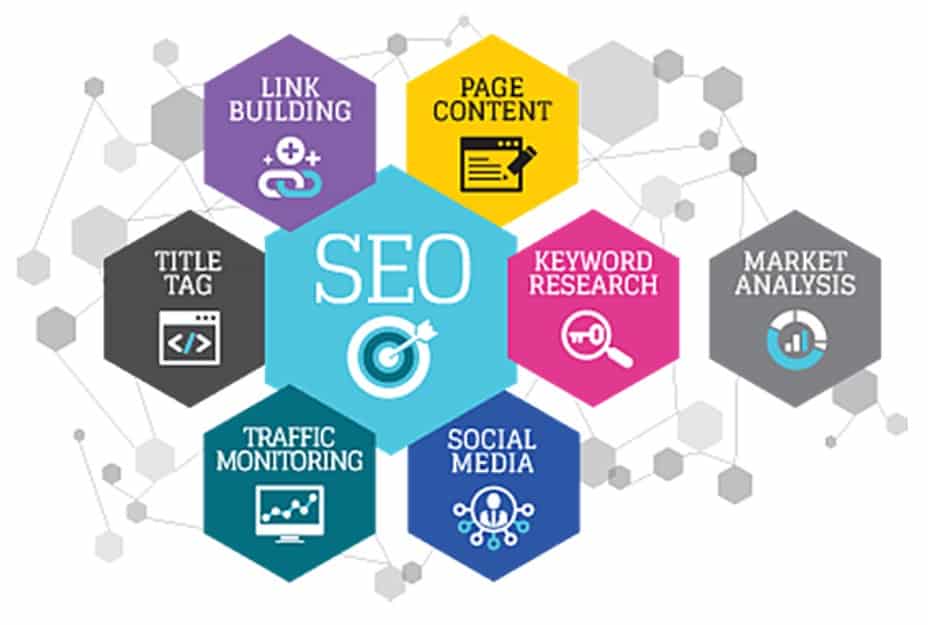 LINK
BUILDING
PAGE
CONTENT
TITLE
TAG
SEO
KEYWORD
RESEARCH
MARKET
ANALYSIS
TRAFFIC
MONITORING
SOCIAL
MEDIA